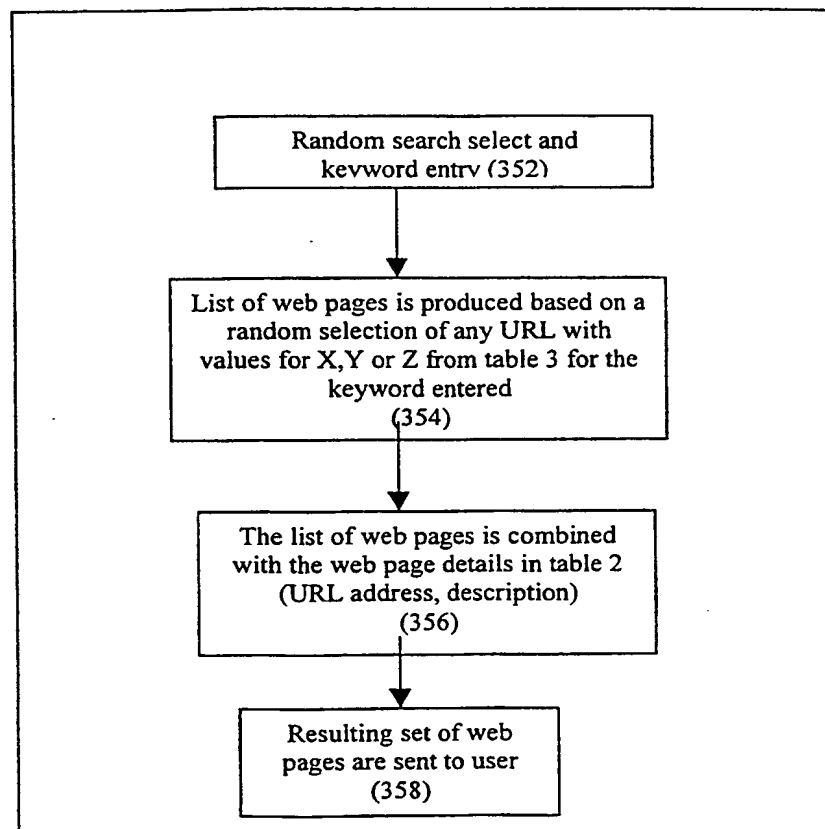 Random search select and
keyword entry (352)
List of web pages is produced based on a
random selection of any URL with
values for X,Y or Z from table 3 for the
keyword entered
(354)
The list of web pages is combined
with the web page details in table 2
(URL address, description)
(356)
Resulting set of web
pages are sent to user
(358)